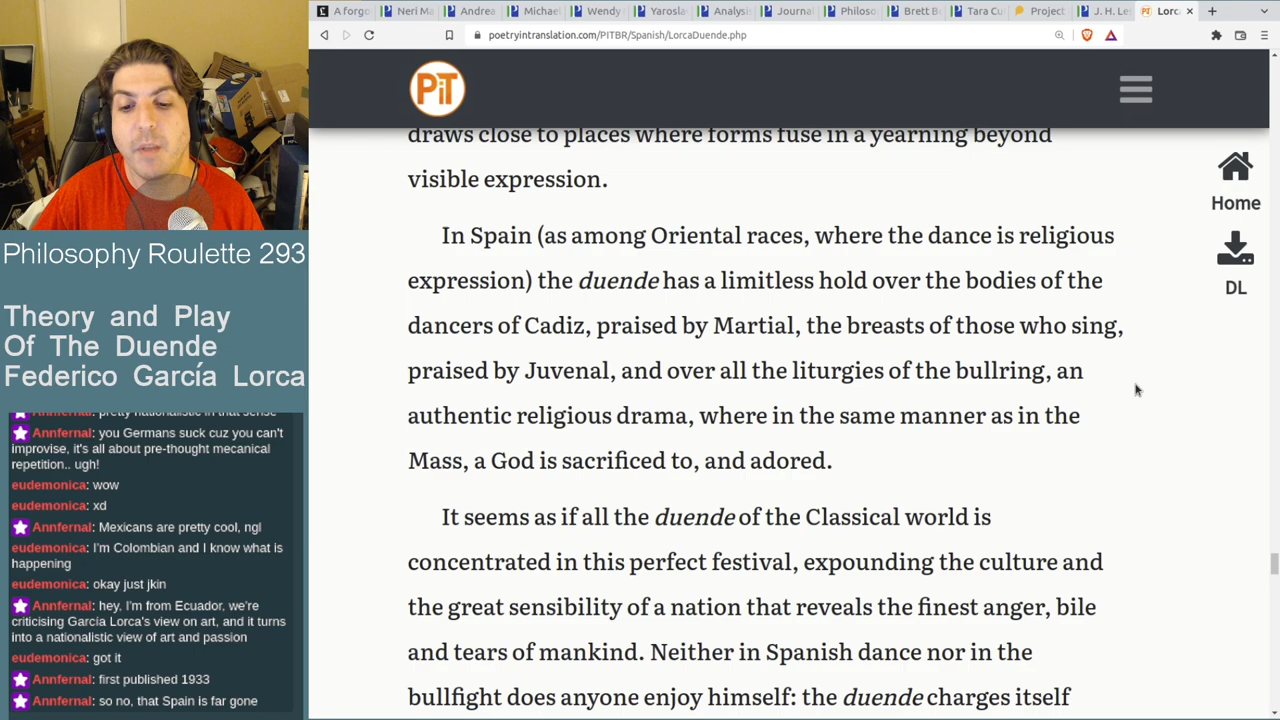 A forgo
Neri Ma
Andrea
Michael
Wendy
Yarosla
Analysi
Journal
Philoso
Brett Bo
Tara Cu
Project
J. H. Le
Lorc
poetryintranslation.com/PITBR/Spanish/LorcaDuende.php
PiT
Home
DL
draws close to places where forms fuse in a yearning beyond
visible expression.
In Spain (as among Oriental races, where the dance is religious
expression) the duende has a limitless hold over the bodies of the
dancers of Cadiz, praised by Martial, the breasts of those who sing,
praised by Juvenal, and over all the liturgies of the bullring, an
authentic religious drama, where in the same manner as in the
Mass, a God is sacrificed to, and adored.
It seems as if all the duende of the Classical world is
concentrated in this perfect festival, expounding the culture and
the great sensibility of a nation that reveals the finest anger, bile
and tears of mankind. Neither in Spanish dance nor in the
bullfight does anyone enjoy himself: the duende charges itself
Philosophy Roulette 293
Theory and Play
Of The Duende
Federico García Lorca
pretty nationalistic in that sense
Annfernal: you Germans suck cuz you can't
improvise, it's all about pre-thought mecanical
repetition.. ugh!
eudemonica: wow
eudemonica: xd
Annfernal: Mexicans are pretty cool, ngl
eudemonica: I'm Colombian and I know what is
happening
eudemonica: okay just jkin
Annfernal: hey, I'm from Ecuador, we're
criticising García Lorca's view on art, and it turns
into a nationalistic view of art and passion
eudemonica: got it
Annfernal: first published 1933
Annfernal: so no, that Spain is far gone